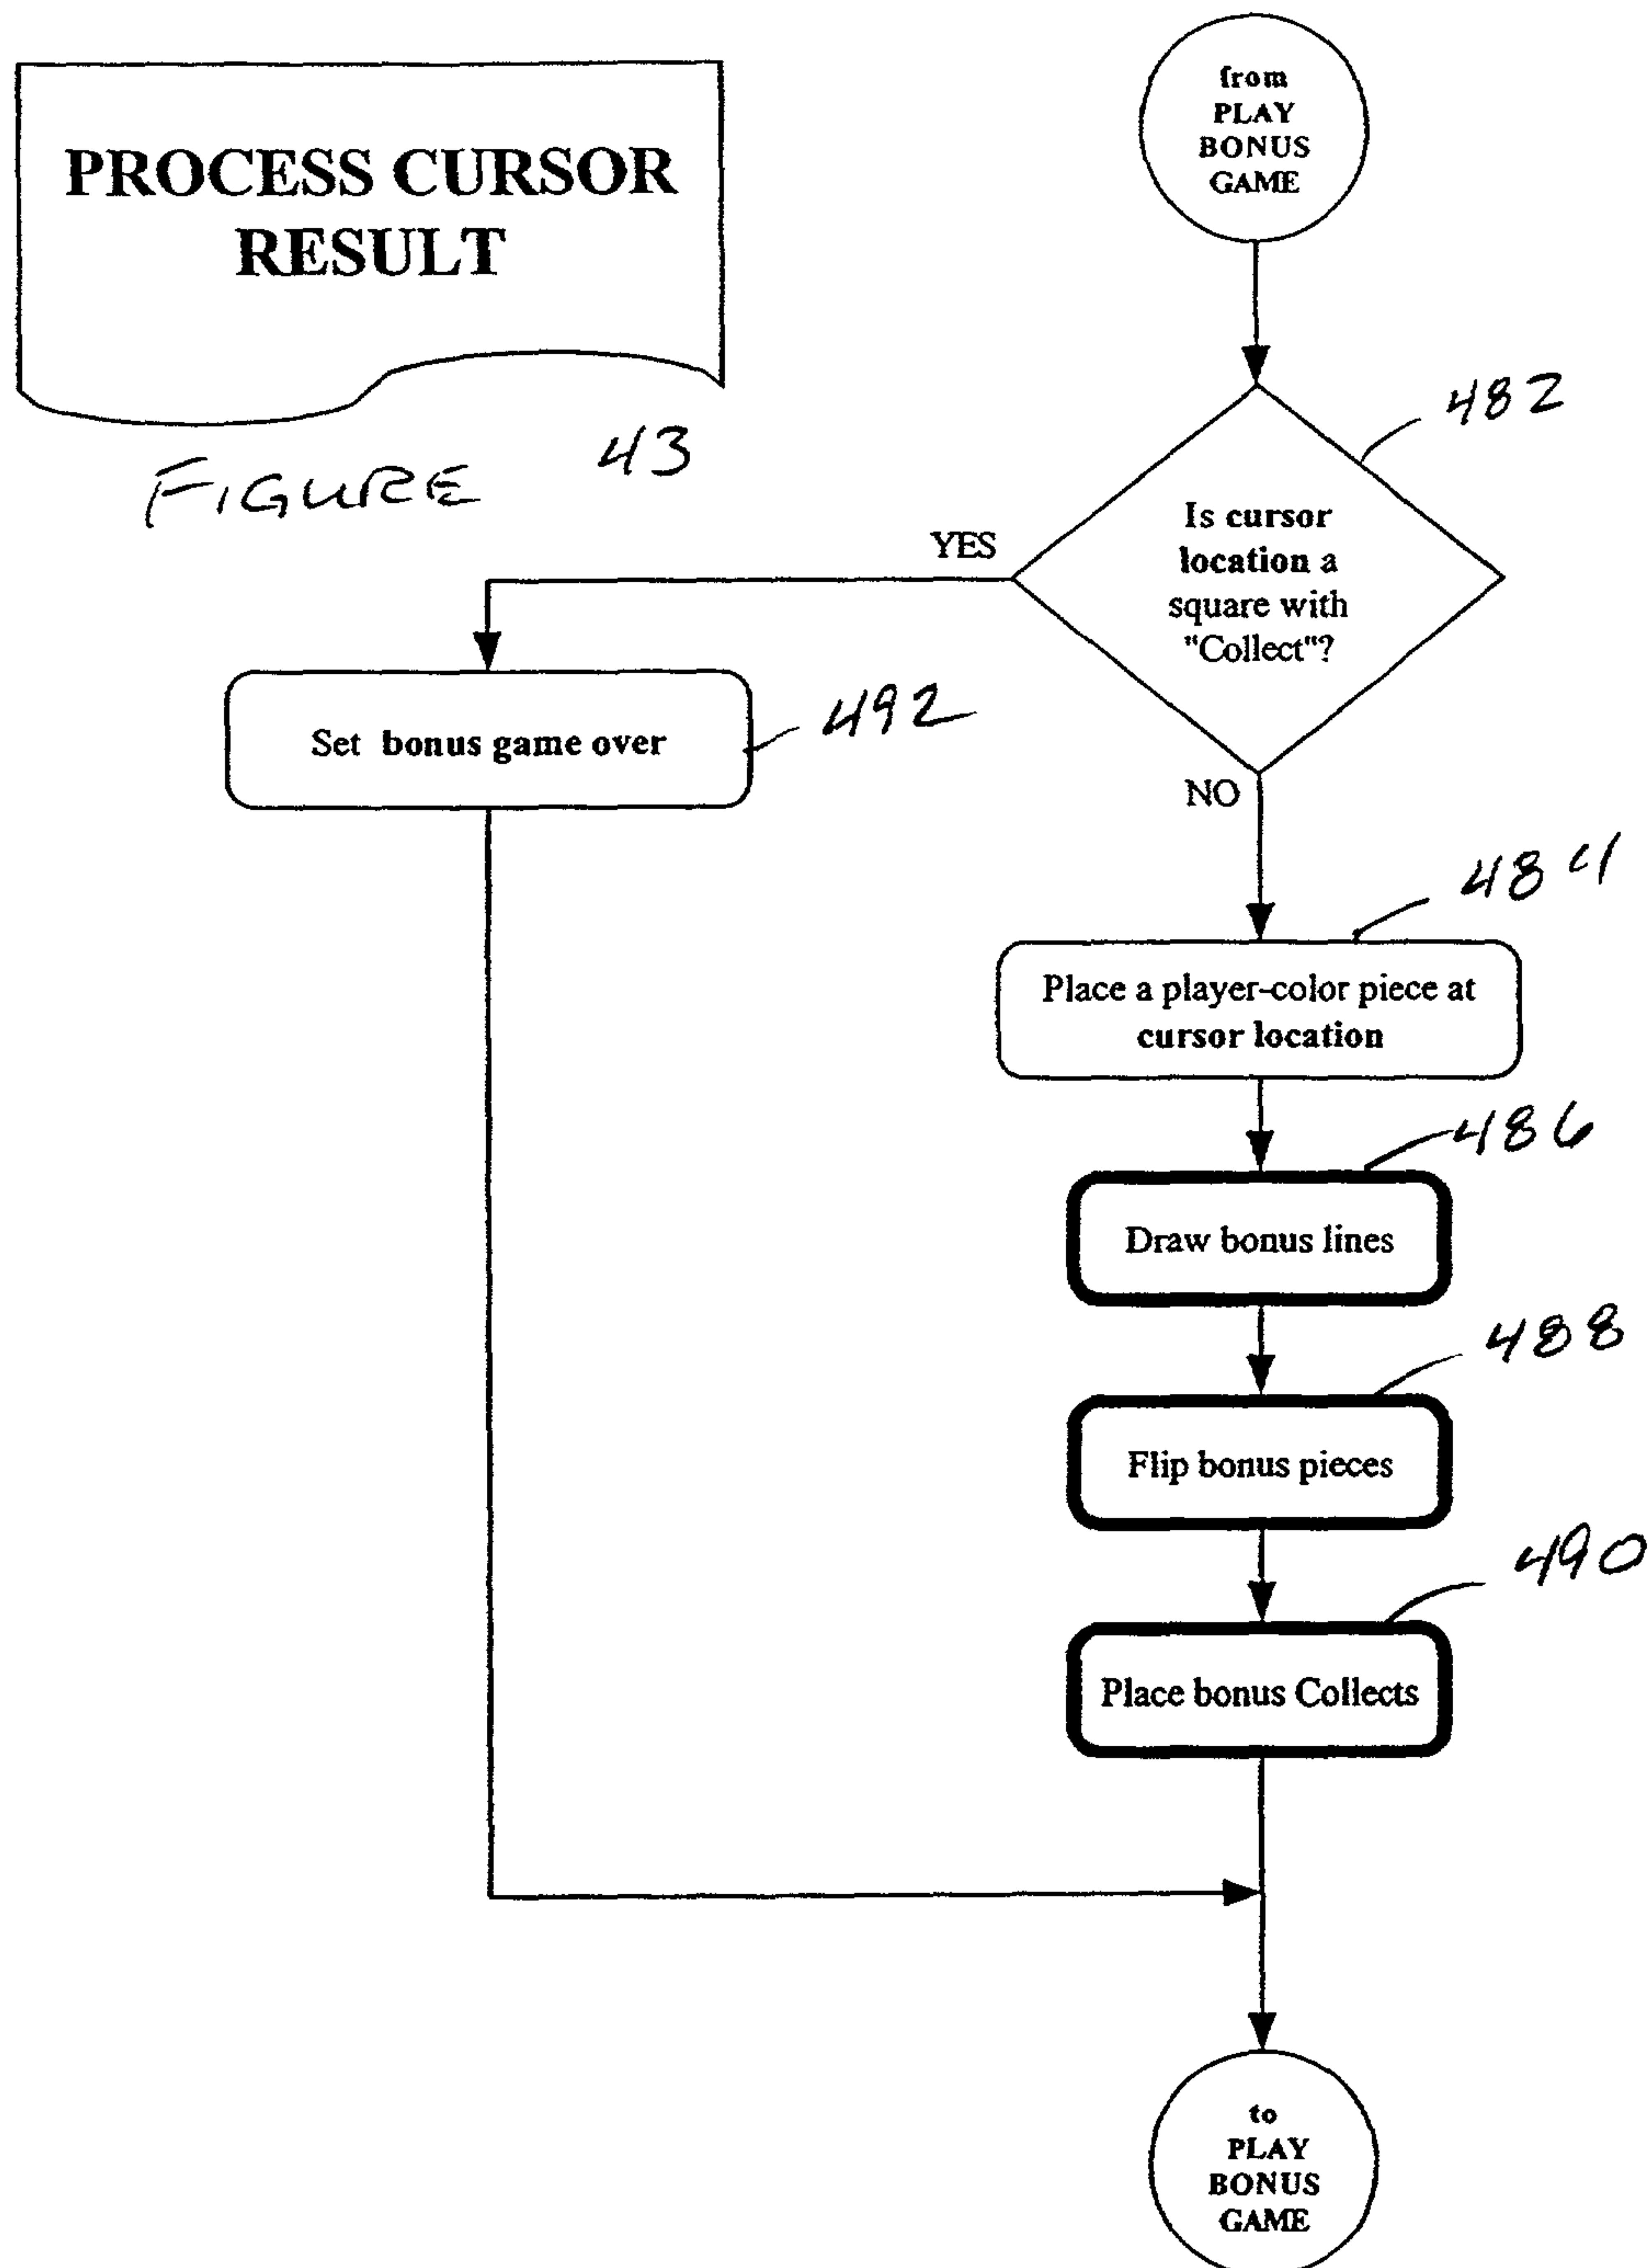 PROCESS CURSOR
RESULT
FIGURE 43
from
PLAY
BONUS
GAME
482
Is cursor
location a
square with
"Collect"?
YES
NO
Set bonus game over
492
484
Place a player-color piece at
cursor location
486
Draw bonus lines
488
Flip bonus pieces
490
Place bonus Collects
to
PLAY
BONUS
GAME